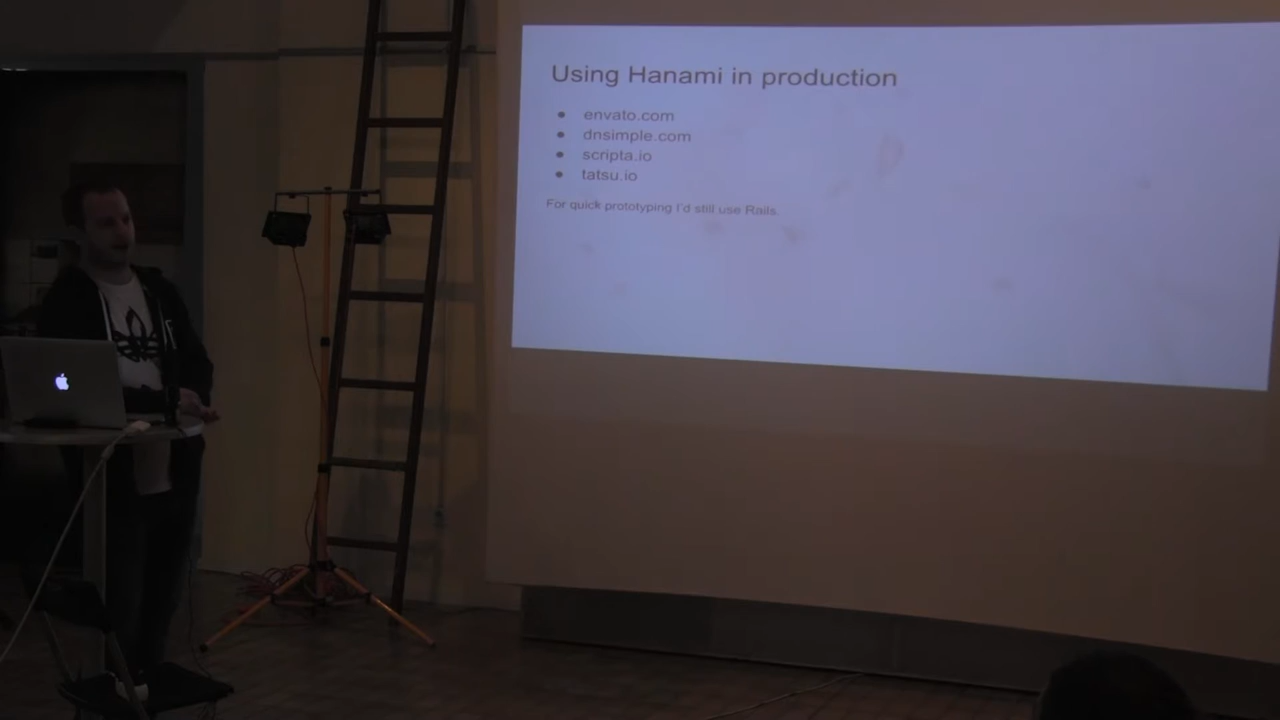 Using Hanami in production
● envato.com
● dnsimple.com
● scripta.io
● tatsu.io
For quick prototyping I'd still use Rails.